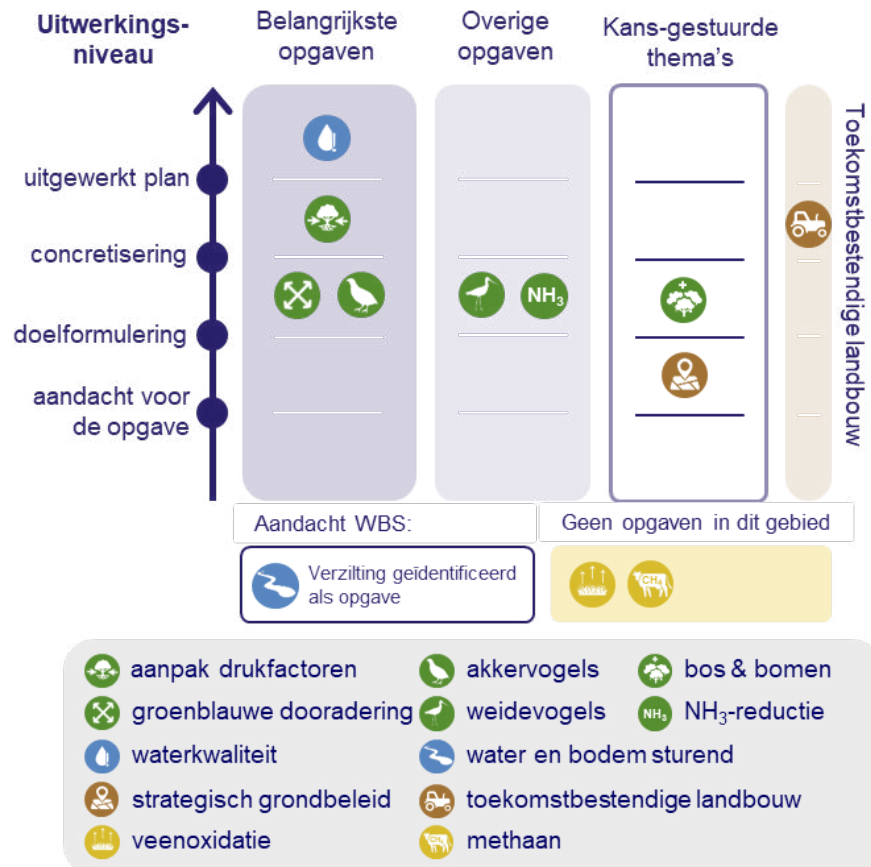 Uitwerkings-
niveau
Belangrijkste
opgaven
Overige
opgaven
Kans-gestuurde
thema's
Toekomstbestendige landbouw
uitgewerkt plan
concretisering
doelformulering
aandacht voor
de opgave
NH₃
Aandacht WBS:
Geen opgaven in dit gebied
Verzilting geïdentificeerd
als opgave
CH₄
aanpak drukfactoren
akkervogels
bos & bomen
groenblauwe dooradering
weidevogels
NH₃
NH₃-reductie
waterkwaliteit
water en bodem sturend
strategisch grondbeleid
toekomstbestendige landbouw
veenoxidatie
CH₄
methaan